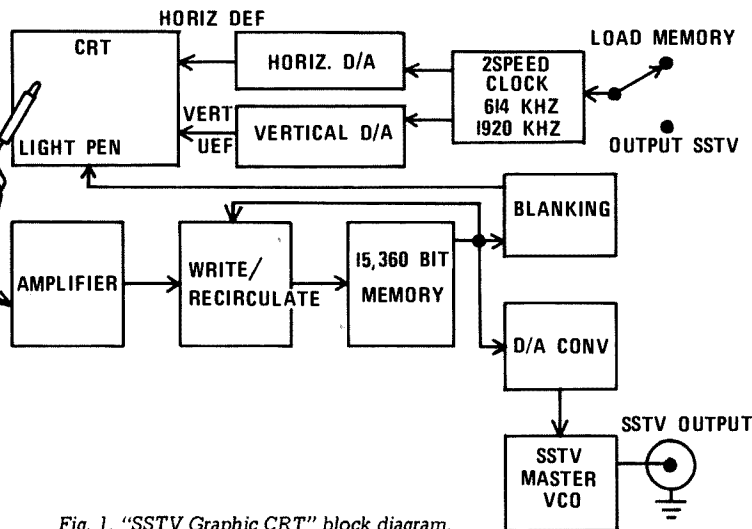 HORIZ DEF
CRT
HORIZ. D/A
2SPEED
CLOCK
614 KHZ
1920 KHZ
LOAD MEMORY
OUTPUT SSTV
VERT
UEF
VERTICAL D/A
LIGHT PEN
BLANKING
AMPLIFIER
WRITE/
RECIRCULATE
15,360 BIT
MEMORY
D/A CONV
SSTV OUTPUT
SSTV
MASTER
VCO
Fig. 1. "SSTV Graphic CRT" block diagram.